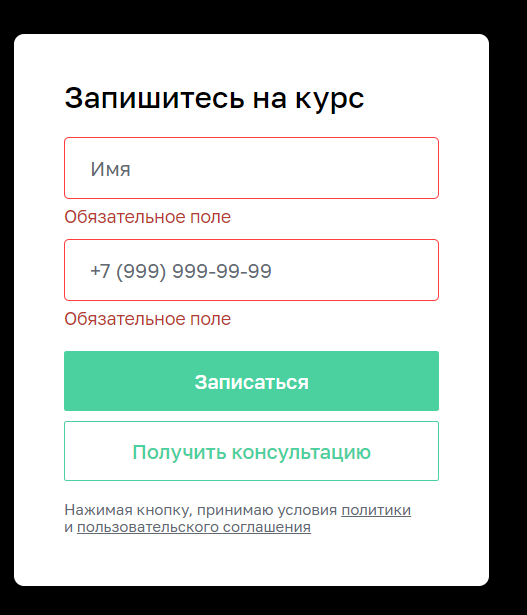 Запишитесь на курс
Имя
Обязательное поле
+7 (999) 999-99-99
Обязательное поле
Записаться
Получить консультацию
Нажимая кнопку, принимаю условия политики
и пользовательского соглашения